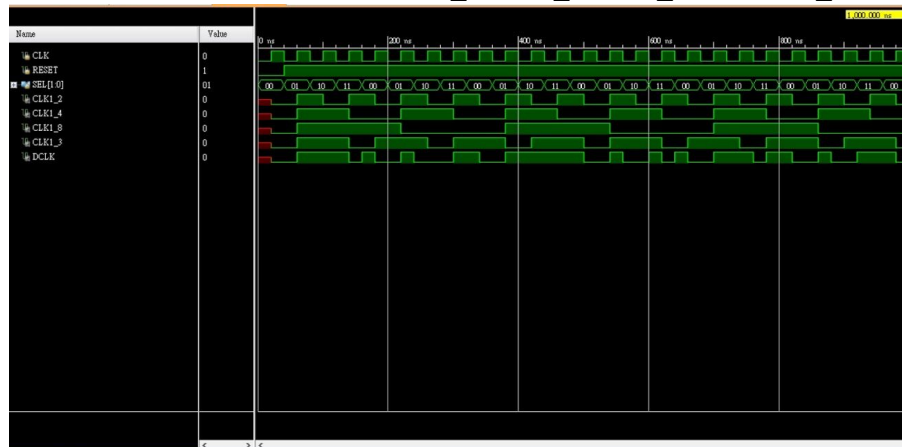 1,000.000 ns
Name Value
0 ns 200 ns 400 ns 600 ns 800 ns
CLK 0
RESET 1
SEL[1:0] 01 00 01 10 11 00 01 10 11 00 01 10 11 00 01 10 11 00 01 10 11 00 01 10 11 00
CLK1_2 0
CLK1_4 0
CLK1_8 0
CLK1_3 0
DCLK 0